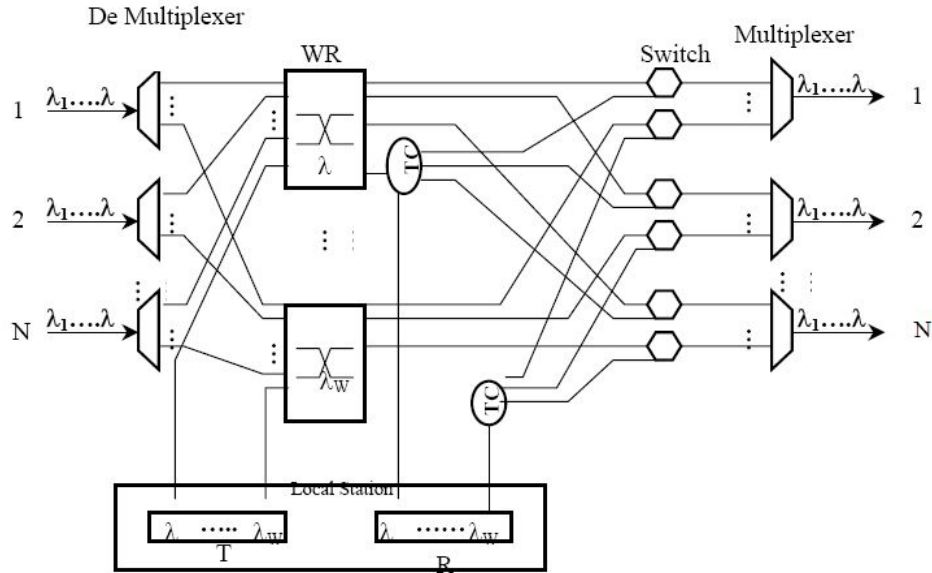 De Multiplexer
WR
Switch
Multiplexer
1 λ₁….λ
λ
TC
λ₁….λ 1
2 λ₁….λ
λ₁….λ 2
N λ₁….λ
λ₁….λ N
λW
TC
Local Station
λ ….. λW
λ …… λW
T
R